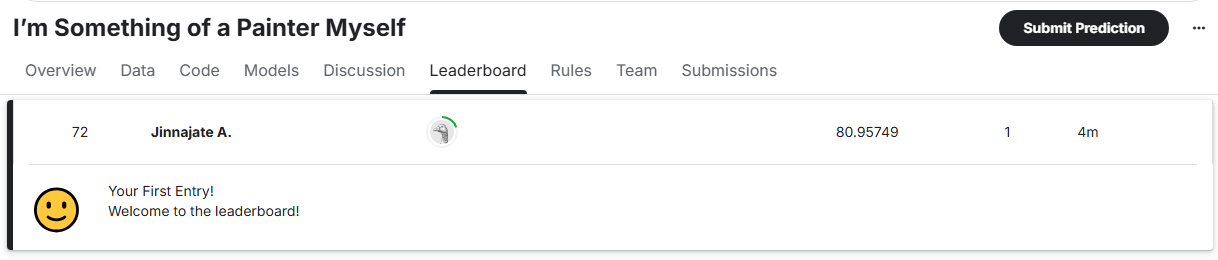 I'm Something of a Painter Myself
Submit Prediction
Overview Data Code Models Discussion Leaderboard Rules Team Submissions
72 Jinnajate A. 80.95749 1 4m
Your First Entry!
Welcome to the leaderboard!